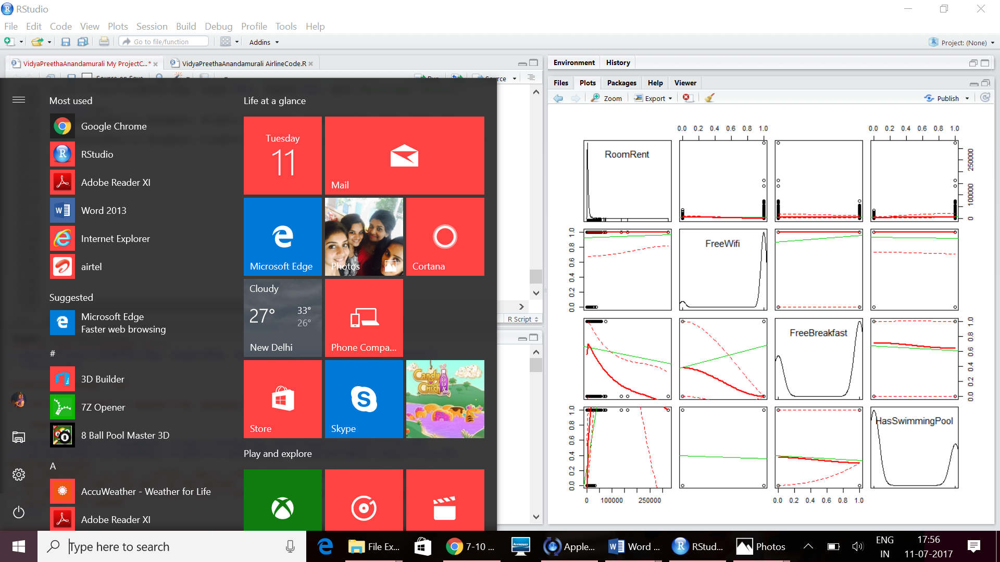 RStudio
File Edit Code View Plots Session Build Debug Profile Tools Help
Go to file/function
Addins
Project: (None)
VidyaPreethaAnandamurali My ProjectC...*
VidyaPreethaAnandamurali AirlineCode.R
Environment History
Files Plots Packages Help Viewer
Zoom Export Publish
R Script
Most used
Google Chrome
RStudio
Adobe Reader XI
Word 2013
Internet Explorer
airtel
Suggested
Microsoft Edge
Faster web browsing
#
3D Builder
7Z Opener
8 Ball Pool Master 3D
A
AccuWeather - Weather for Life
Adobe Reader XI
Life at a glance
Tuesday
11
Mail
Microsoft Edge
Photos
Cortana
Cloudy
27° 33°
26°
New Delhi
Phone Compa...
Store
Skype
Candy
Crush
SODA
Play and explore
0.0 0.2 0.4 0.6 0.8 1.0
0.0 0.2 0.4 0.6 0.8 1.0
RoomRent
0 100000 250000
FreeWifi
0.0 0.2 0.4 0.6 0.8 1.0
FreeBreakfast
0.0 0.2 0.4 0.6 0.8 1.0
HasSwimmingPool
0.0 0.2 0.4 0.6 0.8 1.0
0 100000 250000
0.0 0.2 0.4 0.6 0.8 1.0
Type here to search
File Ex...
7-10 ...
Apple...
Word ...
RStud...
Photos
ENG
IN
17:56
11-07-2017